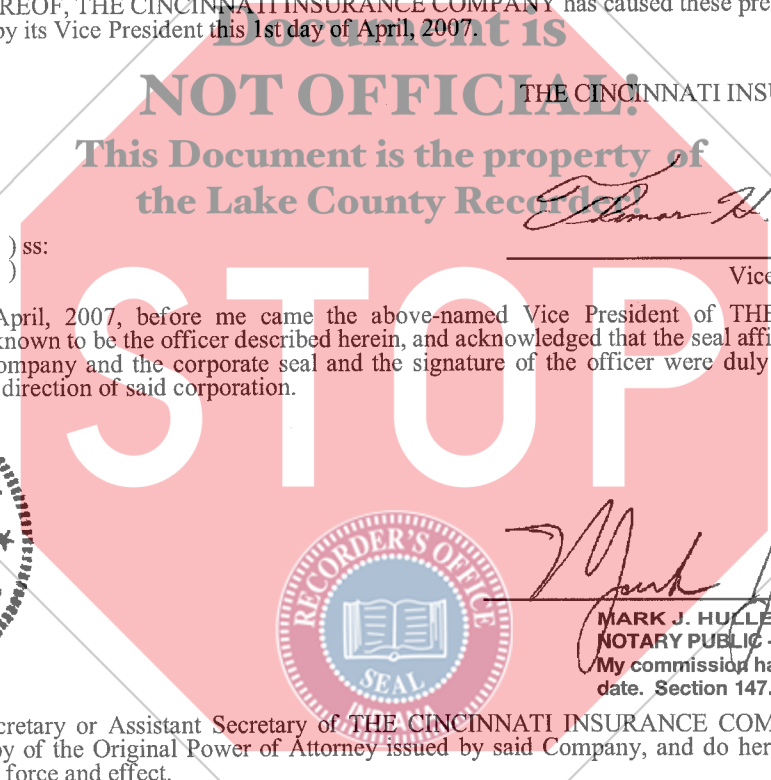 REOF, THE CINCINNATI INSURANCE COMPANY has caused these pre
by its Vice President this 1st day of April, 2007.
Document is
NOT OFFICIAL!
THE CINCINNATI INSU
This Document is the property of
the Lake County Recorder!
) ss:
)
Vice
April, 2007, before me came the above-named Vice President of THE
known to be the officer described herein, and acknowledged that the seal affi
ompany and the corporate seal and the signature of the officer were duly
direction of said corporation.
STOP
RECORDER'S OFFICE
SEAL
INDIANA
Mark J
MARK J. HULLE
NOTARY PUBLIC -
My commission ha
date. Section 147.
cretary or Assistant Secretary of THE CINCINNATI INSURANCE COM
py of the Original Power of Attorney issued by said Company, and do her
force and effect.